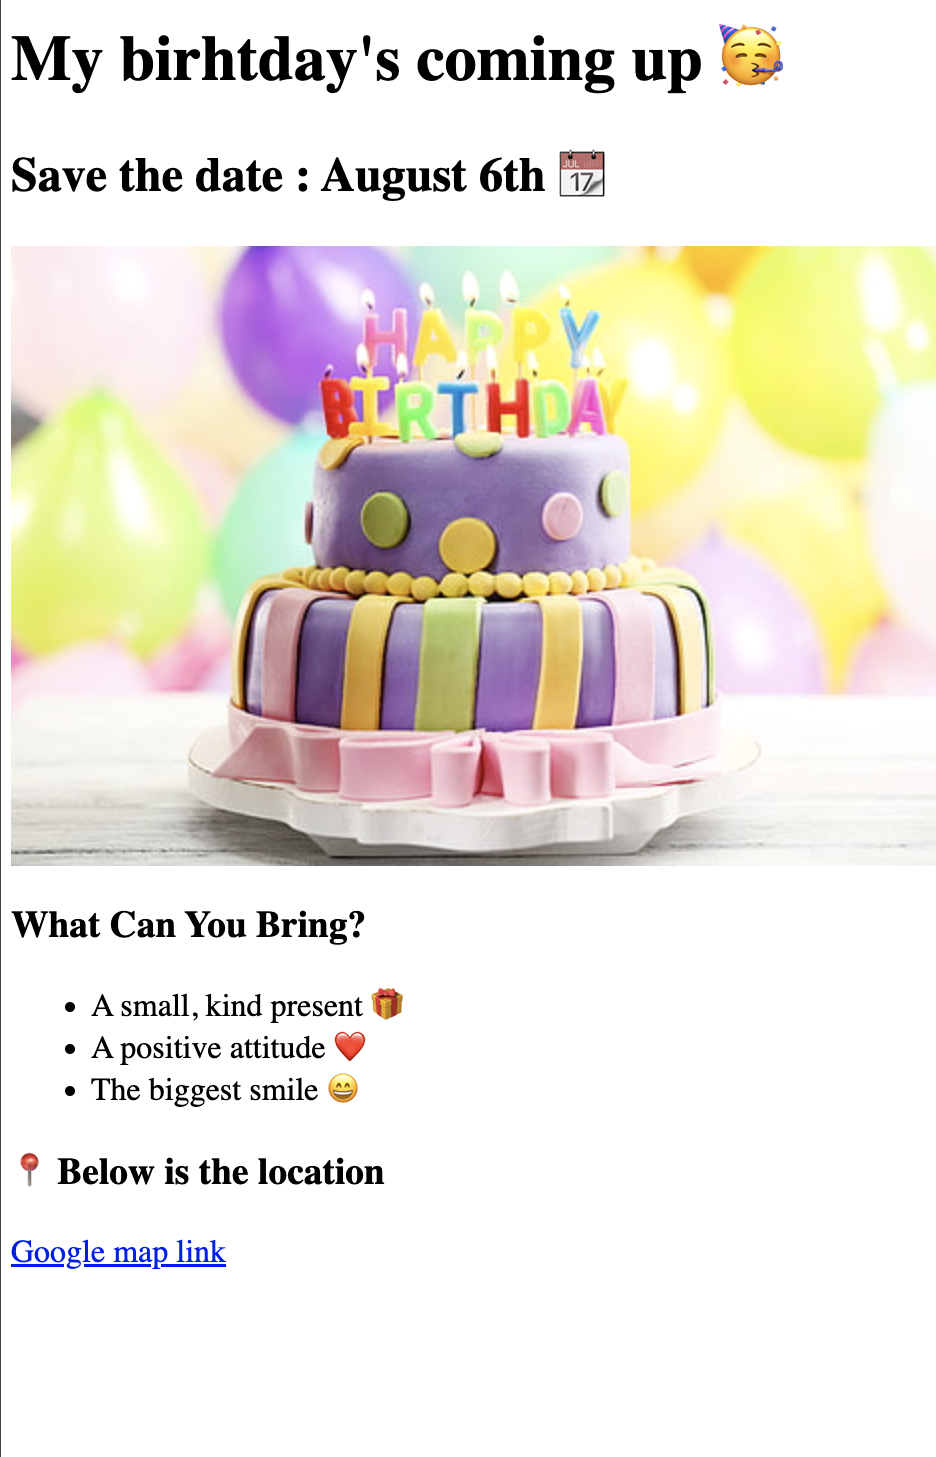 My birhtday's coming up 🥳
Save the date : August 6th 📆
HAPPY
BIRTHDAY
What Can You Bring?
• A small, kind present 🎁
• A positive attitude ❤️
• The biggest smile 😄
📍 Below is the location
Google map link